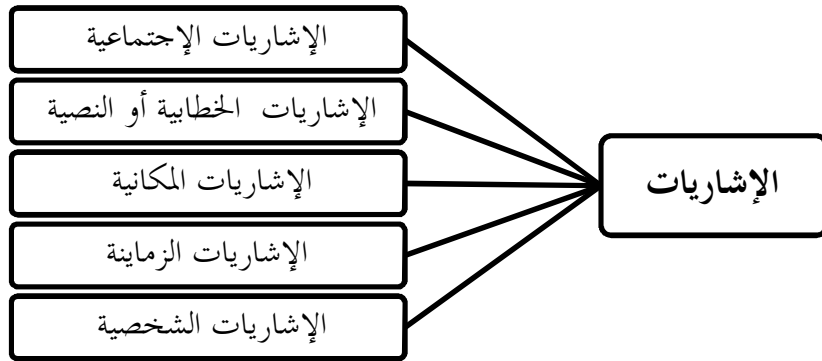 الإشاريات
الإشاريات الإجتماعية
الإشاريات الخطابية أو النصية
الإشاريات المكانية
الإشاريات الزماينة
الإشاريات الشخصية